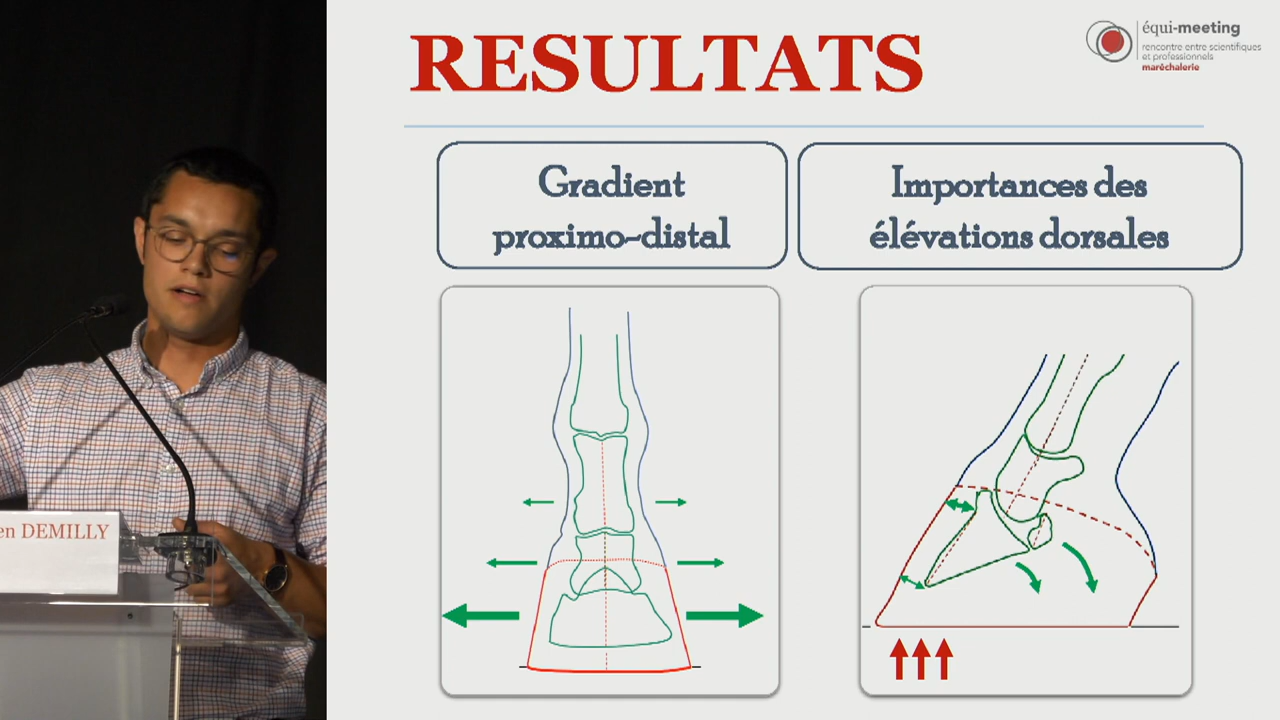 RESULTATS
équi-meeting
rencontre entre scientifiques
et professionnels
maréchalerie
Gradient
proximo-distal
Importances des
élévations dorsales
en DEMILLY